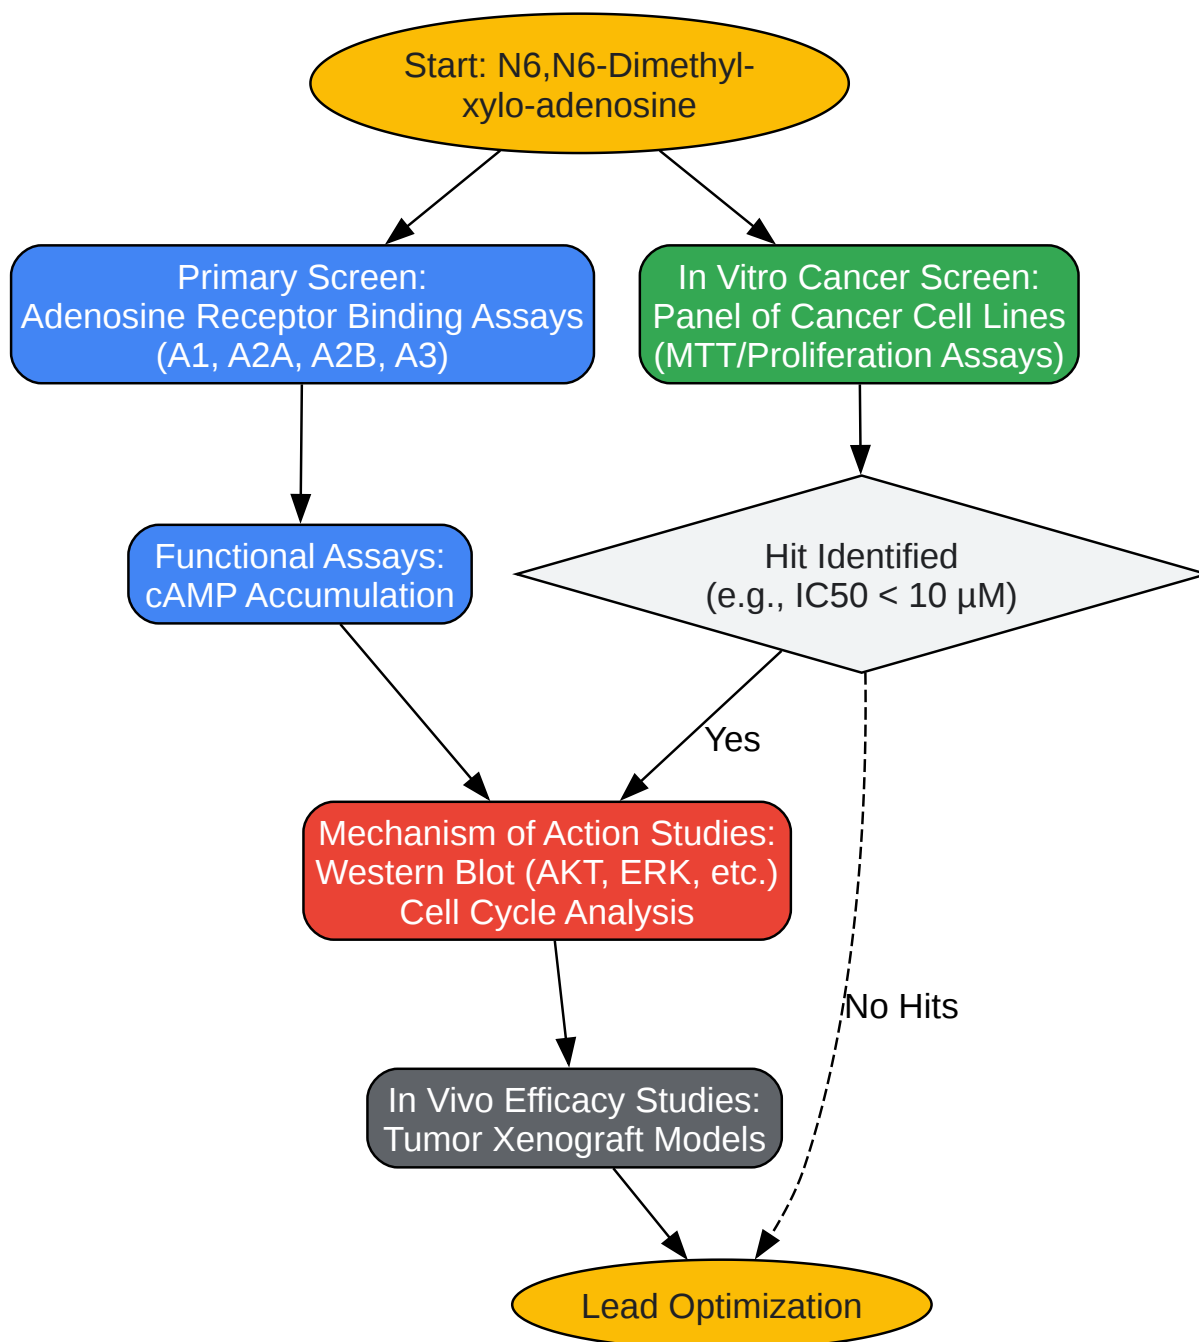 Start: N6,N6-Dimethyl-
xylo-adenosine
Primary Screen:
Adenosine Receptor Binding Assays
(A1, A2A, A2B, A3)
In Vitro Cancer Screen:
Panel of Cancer Cell Lines
(MTT/Proliferation Assays)
Functional Assays:
cAMP Accumulation
Hit Identified
(e.g., IC50 < 10 µM)
Yes
Mechanism of Action Studies:
Western Blot (AKT, ERK, etc.)
Cell Cycle Analysis
No Hits
In Vivo Efficacy Studies:
Tumor Xenograft Models
Lead Optimization